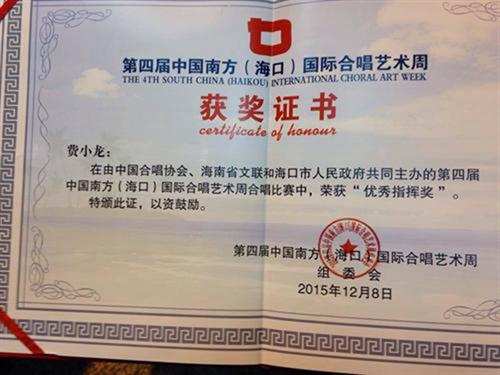 第四届中国南方（海口）国际合唱艺术周
THE 4TH SOUTH CHINA (HAIKOU) INTERNATIONAL CHORAL ART WEEK
获奖证书
certificate of honour
费小龙：
在由中国合唱协会、海南省文联和海口市人民政府共同主办的第四届
中国南方（海口）国际合唱艺术周合唱比赛中，荣获“优秀指挥奖”。
特颁此证，以资鼓励。
第四届中国南方（海口）国际合唱艺术周
组委会
2015年12月8日